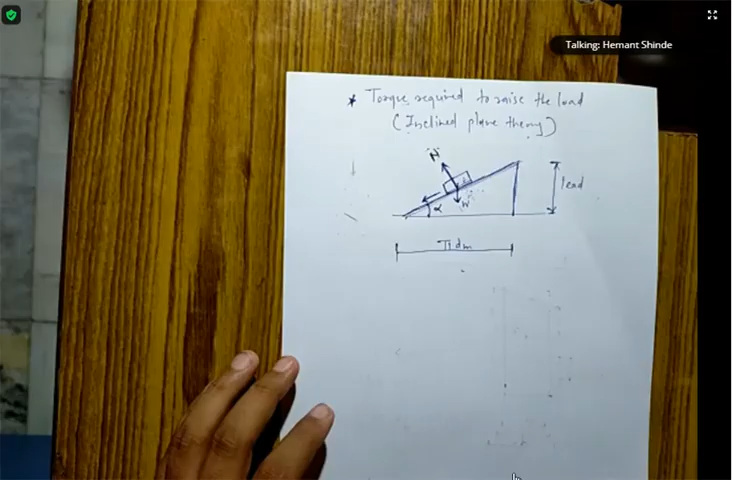 Talking: Hemant Shinde
* Torque required to raise the load
(Inclined plane theory)
N
lead
α
W
πdm